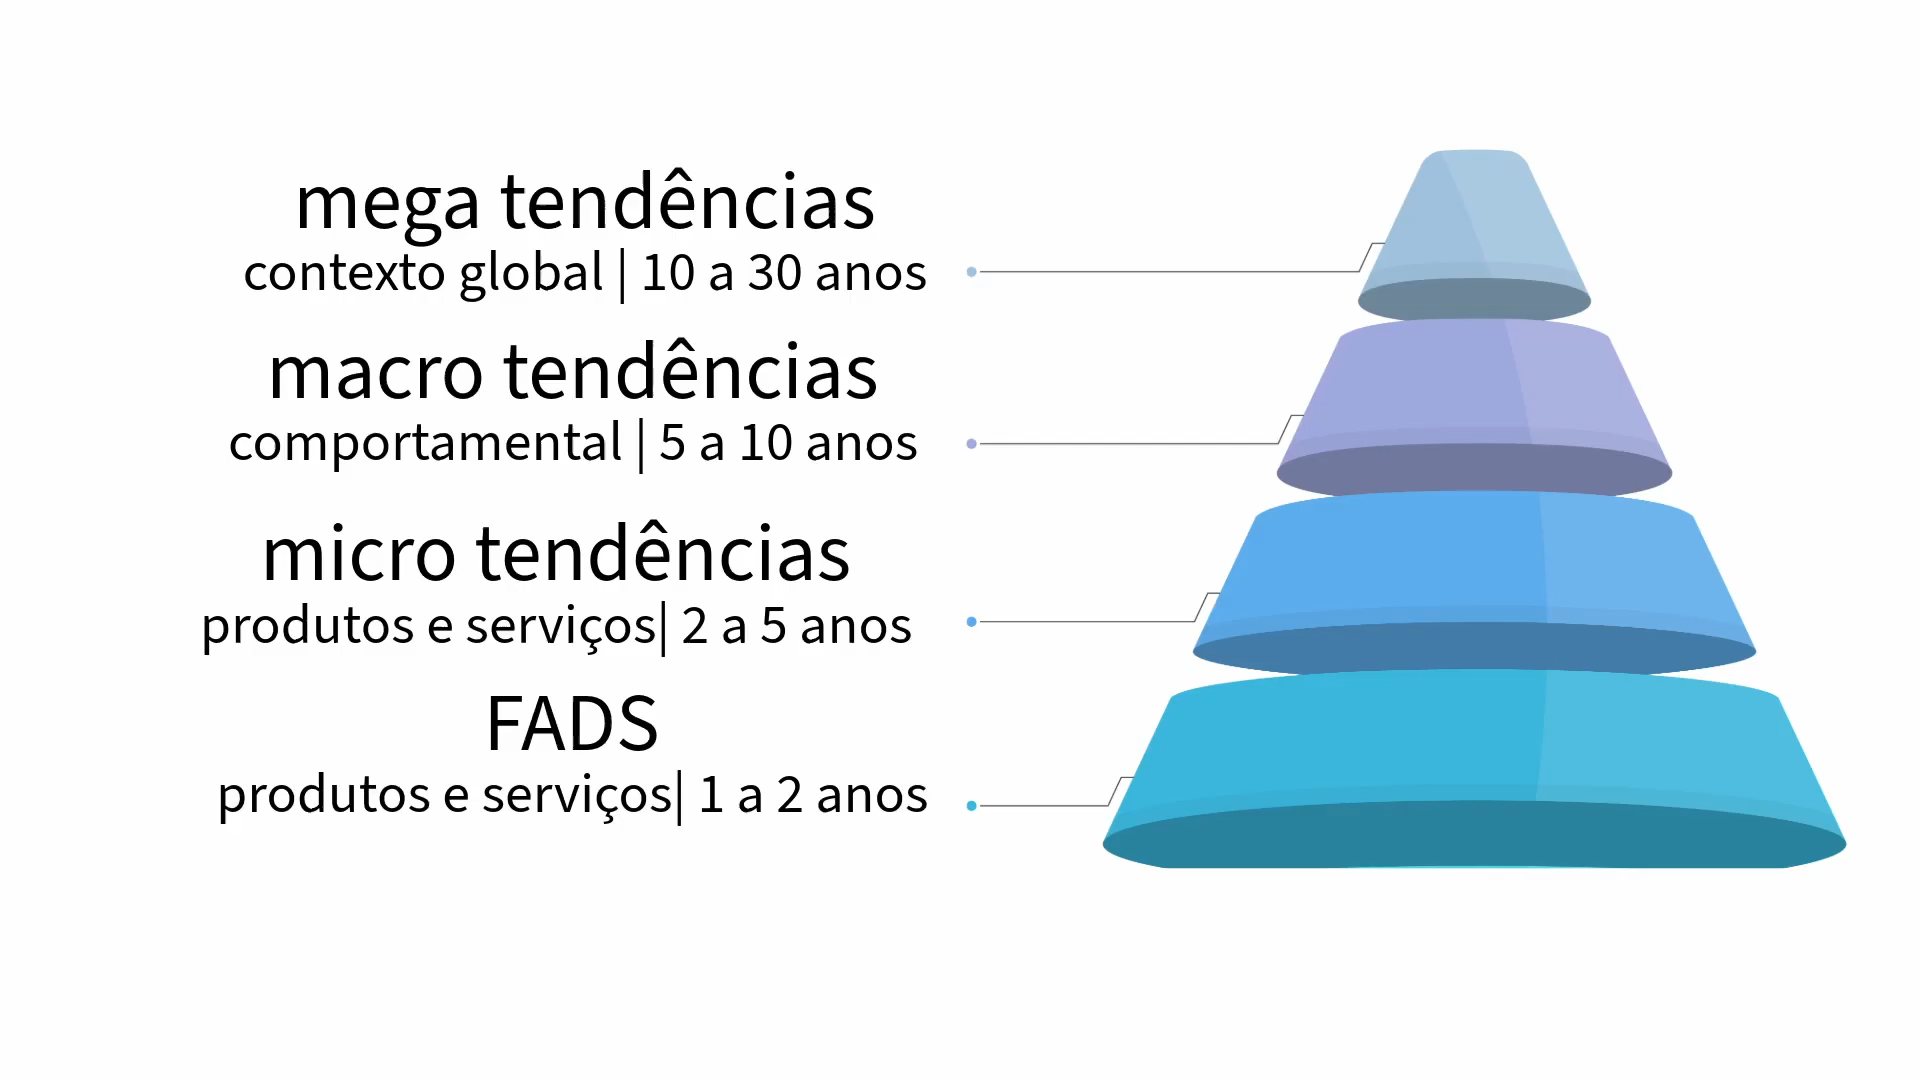 mega tendências
contexto global | 10 a 30 anos
macro tendências
comportamental | 5 a 10 anos
micro tendências
produtos e serviços| 2 a 5 anos
FADS
produtos e serviços| 1 a 2 anos